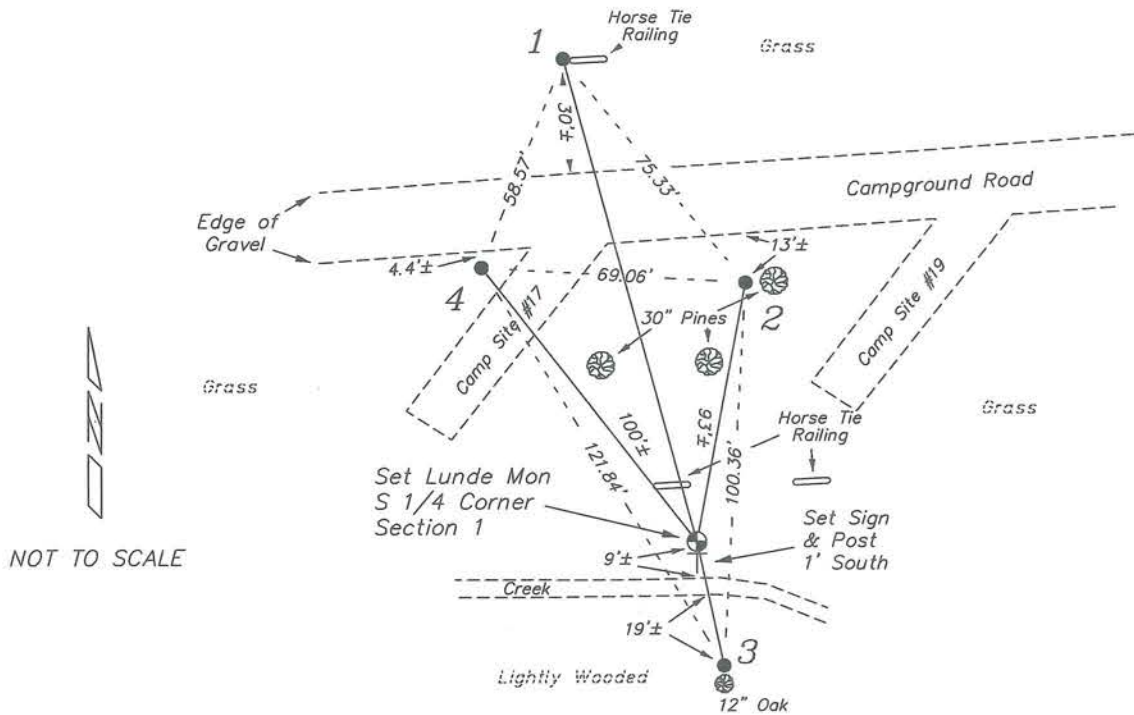 Horse Tie
Railing
Grass
1
30'±
58.57'
75.33'
Campground Road
Edge of
Gravel
4.4'±
13'±
69.06'
4
2
Camp Site #17
Camp Site #19
30" Pines
Grass
Grass
N
100'±
93'±
100.36'
121.84'
Horse Tie
Railing
Set Lunde Mon
S 1/4 Corner
Section 1
Set Sign
& Post
1' South
NOT TO SCALE
9'±
Creek
19'±
3
Lightly Wooded
12" Oak